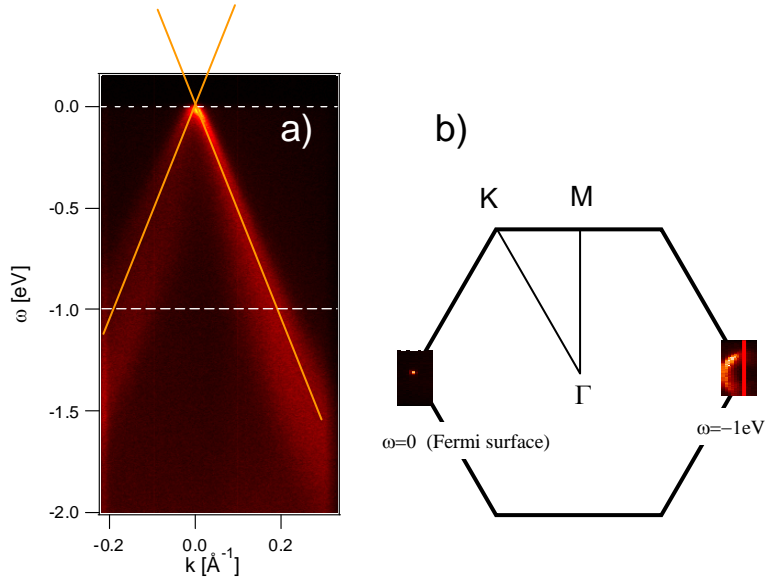 a)
0.0
-0.5
-1.0
-1.5
-2.0
ω [eV]
-0.2
0.0
0.2
k [Å⁻¹]
b)
K
M
Γ
ω=0 (Fermi surface)
ω=−1eV